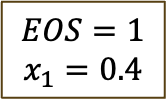 EOS = 1
x₁ = 0.4